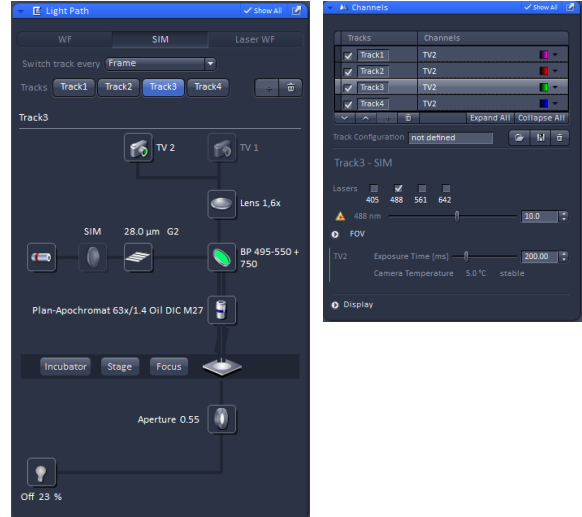 Light Path
Show All
WF SIM Laser WF
Switch track every Frame
Tracks Track1 Track2 Track3 Track4
Track3
TV 2 TV 1
Lens 1,6x
SIM 28.0 µm G2
BP 495-550 +
750
Plan-Apochromat 63x/1.4 Oil DIC M27
Incubator Stage Focus
Aperture 0.55
Off 23 %
Channels
Show All
Tracks Channels
Track1 TV2
Track2 TV2
Track3 TV2
Track4 TV2
Expand All Collapse All
Track Configuration not defined
Track3 - SIM
Lasers
405 488 561 642
488 nm 10.0
FOV
TV2 Exposure Time [ms] 200.00
Camera Temperature 5.0 °C stable
Display